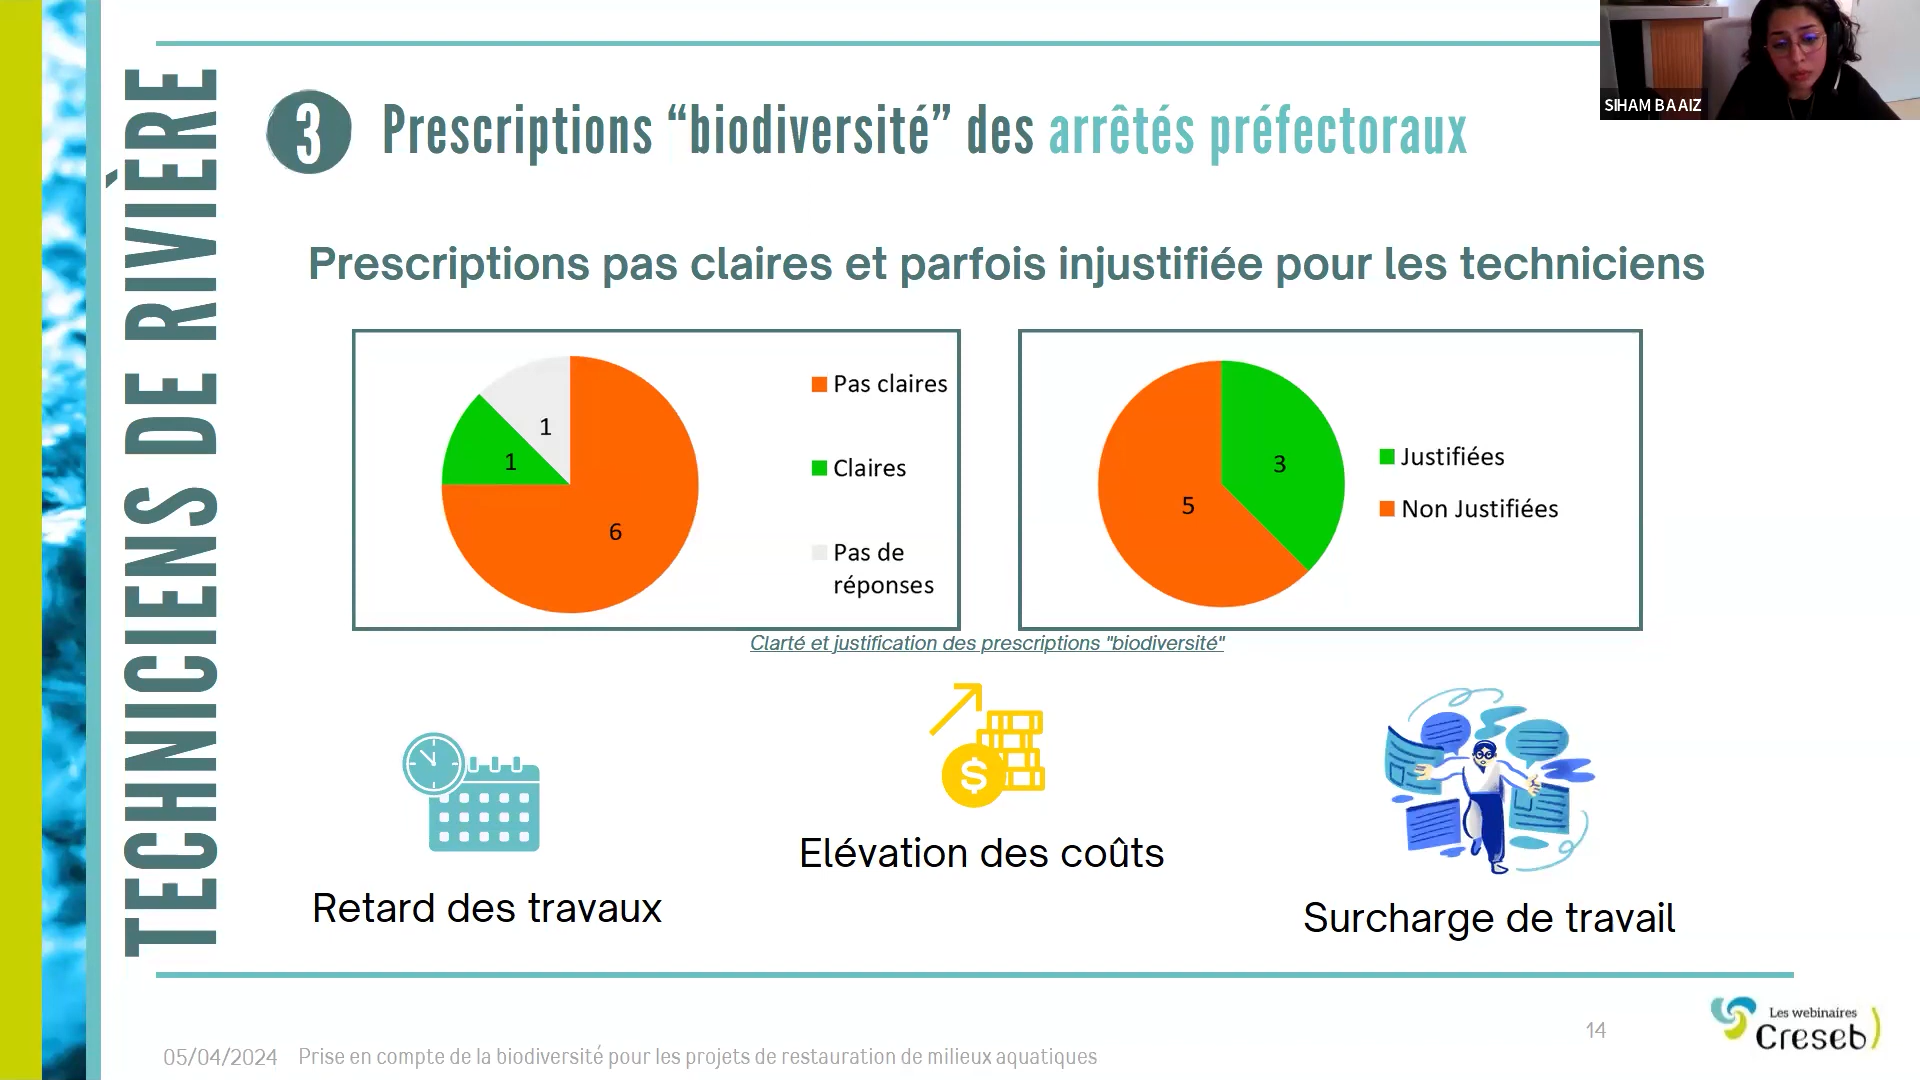 SIHAM BAAIZ
TECHNICIENS DE RIVIÈRE
3
Prescriptions “biodiversité” des arrêtés préfectoraux
Prescriptions pas claires et parfois injustifiée pour les techniciens
1
1
6
Pas claires
Claires
Pas de
réponses
3
5
Justifiées
Non Justifiées
Clarté et justification des prescriptions "biodiversité"
$
Retard des travaux
Elévation des coûts
Surcharge de travail
05/04/2024 Prise en compte de la biodiversité pour les projets de restauration de milieux aquatiques
14
Les webinaires
Creseb